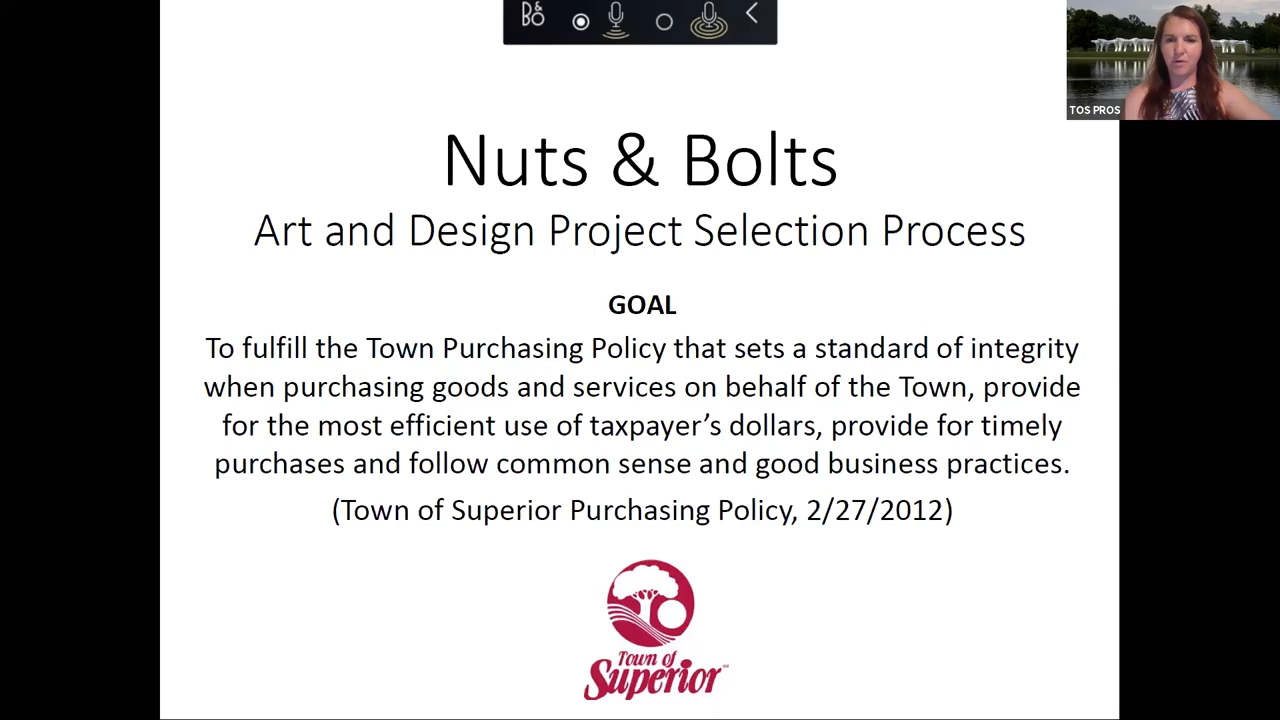 B&O
TOS PROS
Nuts & Bolts
Art and Design Project Selection Process
GOAL
To fulfill the Town Purchasing Policy that sets a standard of integrity
when purchasing goods and services on behalf of the Town, provide
for the most efficient use of taxpayer’s dollars, provide for timely
purchases and follow common sense and good business practices.
(Town of Superior Purchasing Policy, 2/27/2012)
Town of
Superior